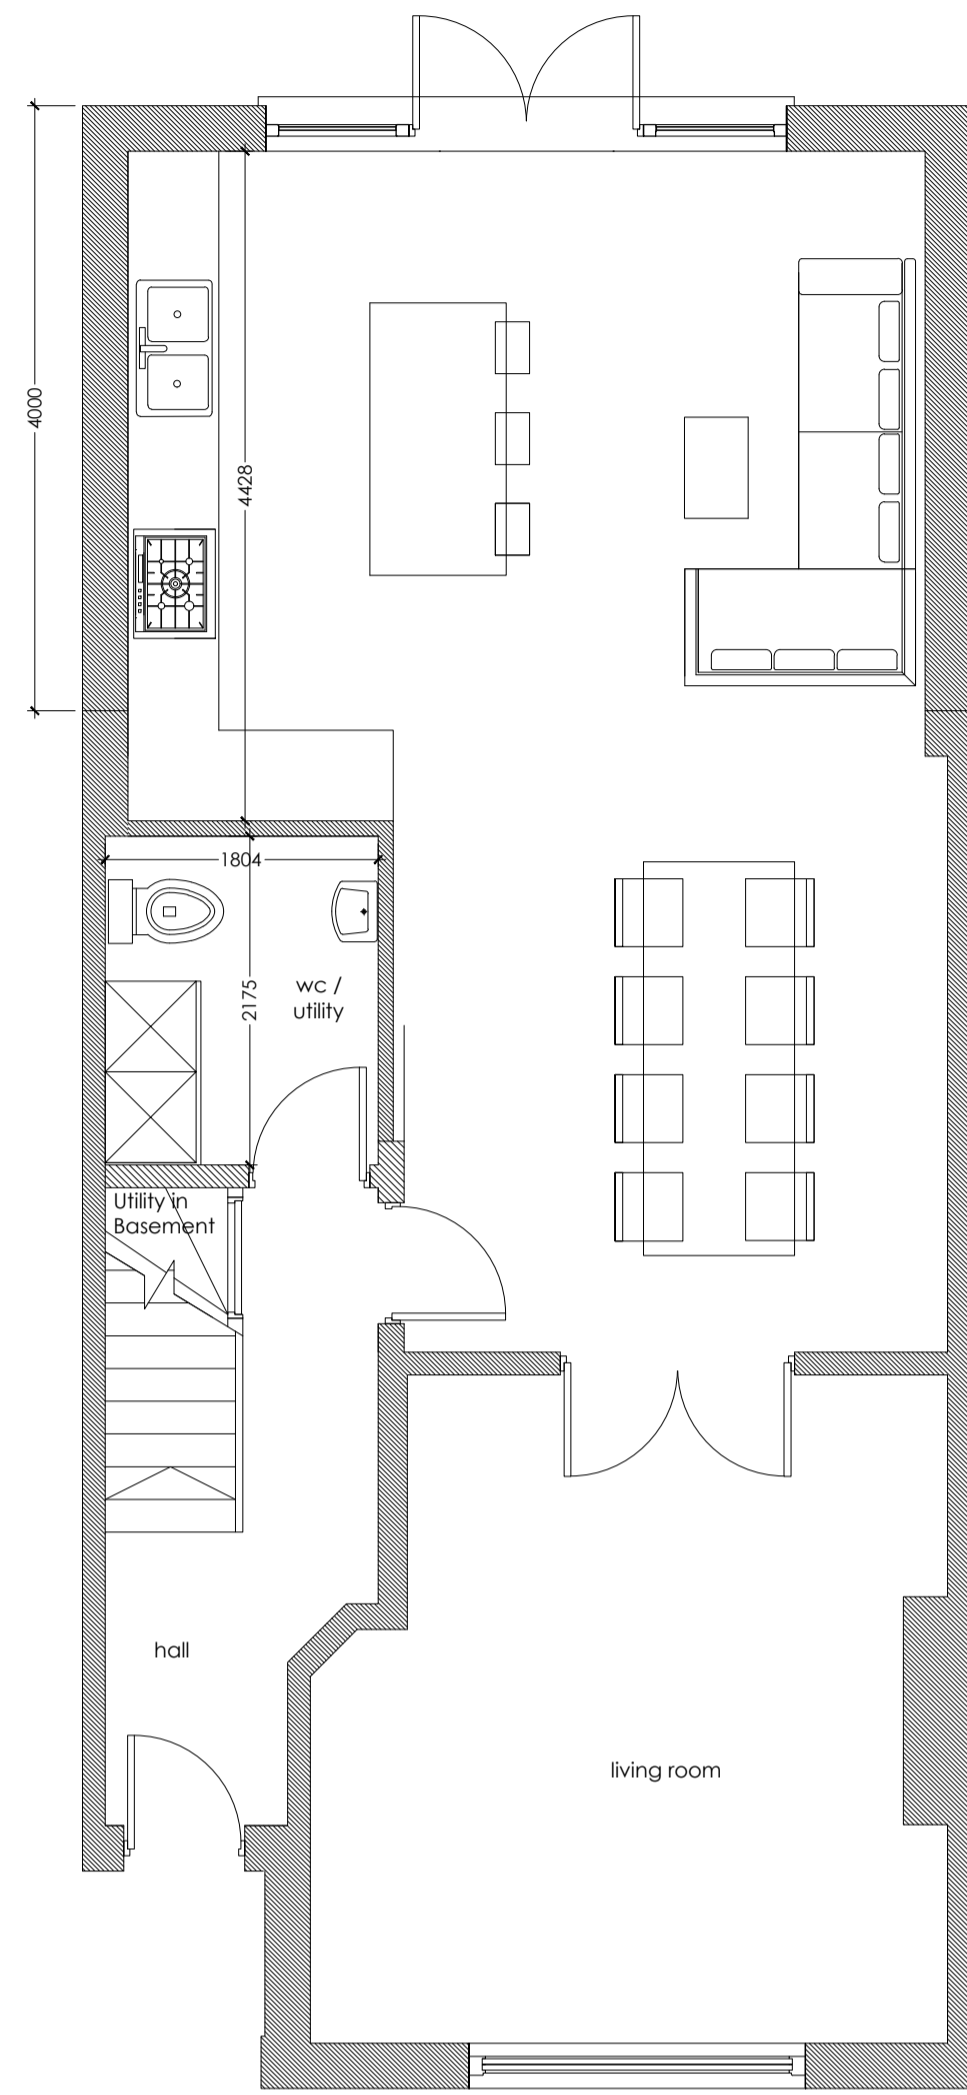 4000
4428
1804
2175
wc /
utility
Utility in
Basement
hall
living room